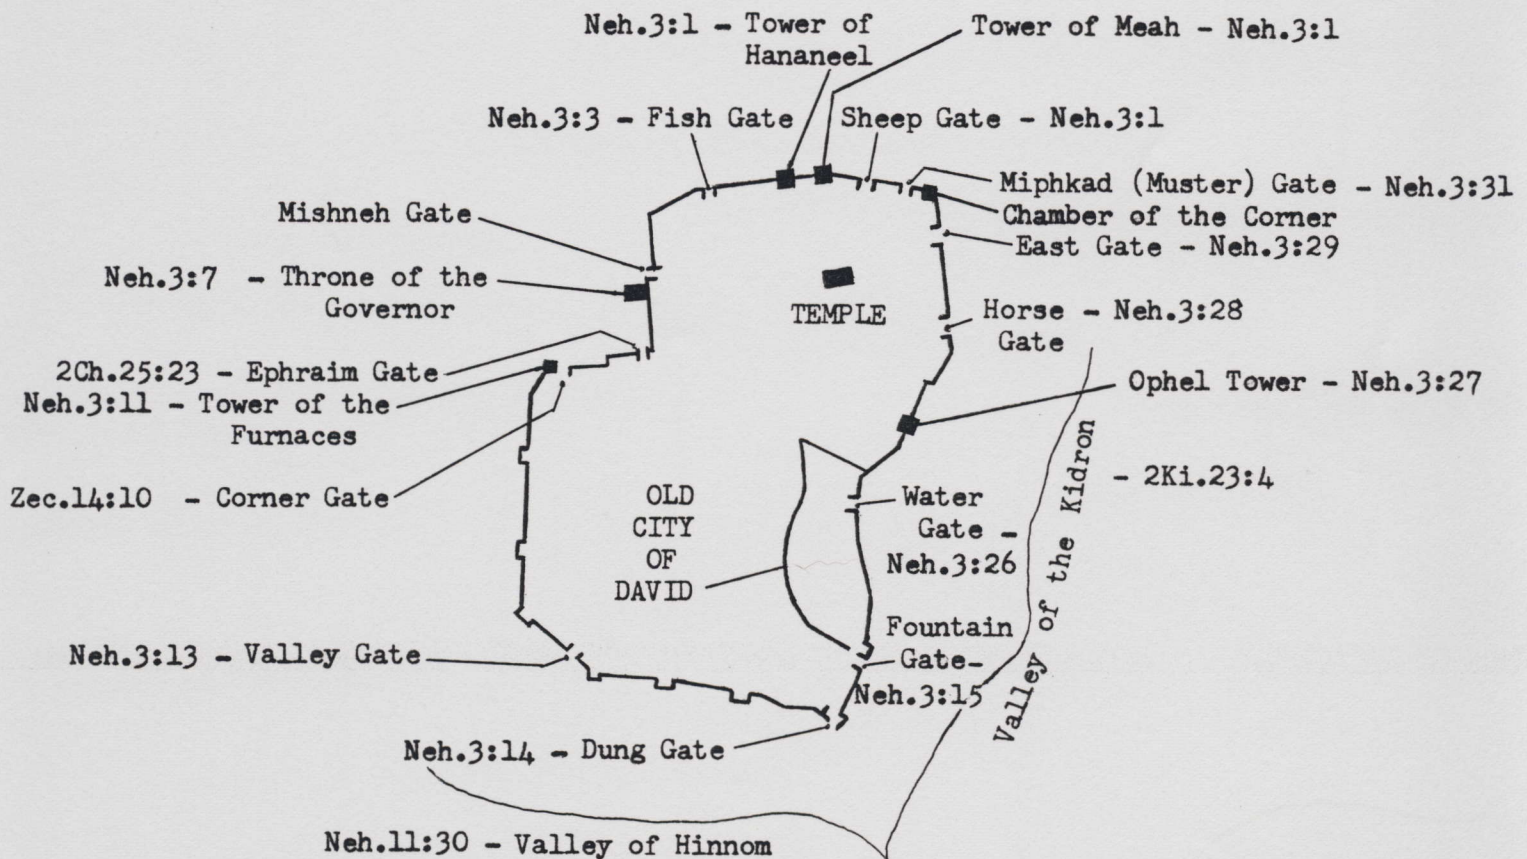 Neh.3:1 - Tower of
Hananeel
Tower of Meah - Neh.3:1
Neh.3:3 - Fish Gate
Sheep Gate - Neh.3:1
Miphkad (Muster) Gate - Neh.3:31
Chamber of the Corner
East Gate - Neh.3:29
Mishneh Gate
Neh.3:7 - Throne of the
Governor
TEMPLE
Horse - Neh.3:28
Gate
2Ch.25:23 - Ephraim Gate
Neh.3:11 - Tower of the
Furnaces
Ophel Tower - Neh.3:27
Zec.14:10 - Corner Gate
OLD
CITY
OF
DAVID
Water
Gate -
Neh.3:26
Valley of the Kidron
- 2Ki.23:4
Fountain
Gate-
Neh.3:15
Neh.3:13 - Valley Gate
Neh.3:14 - Dung Gate
Neh.11:30 - Valley of Hinnom